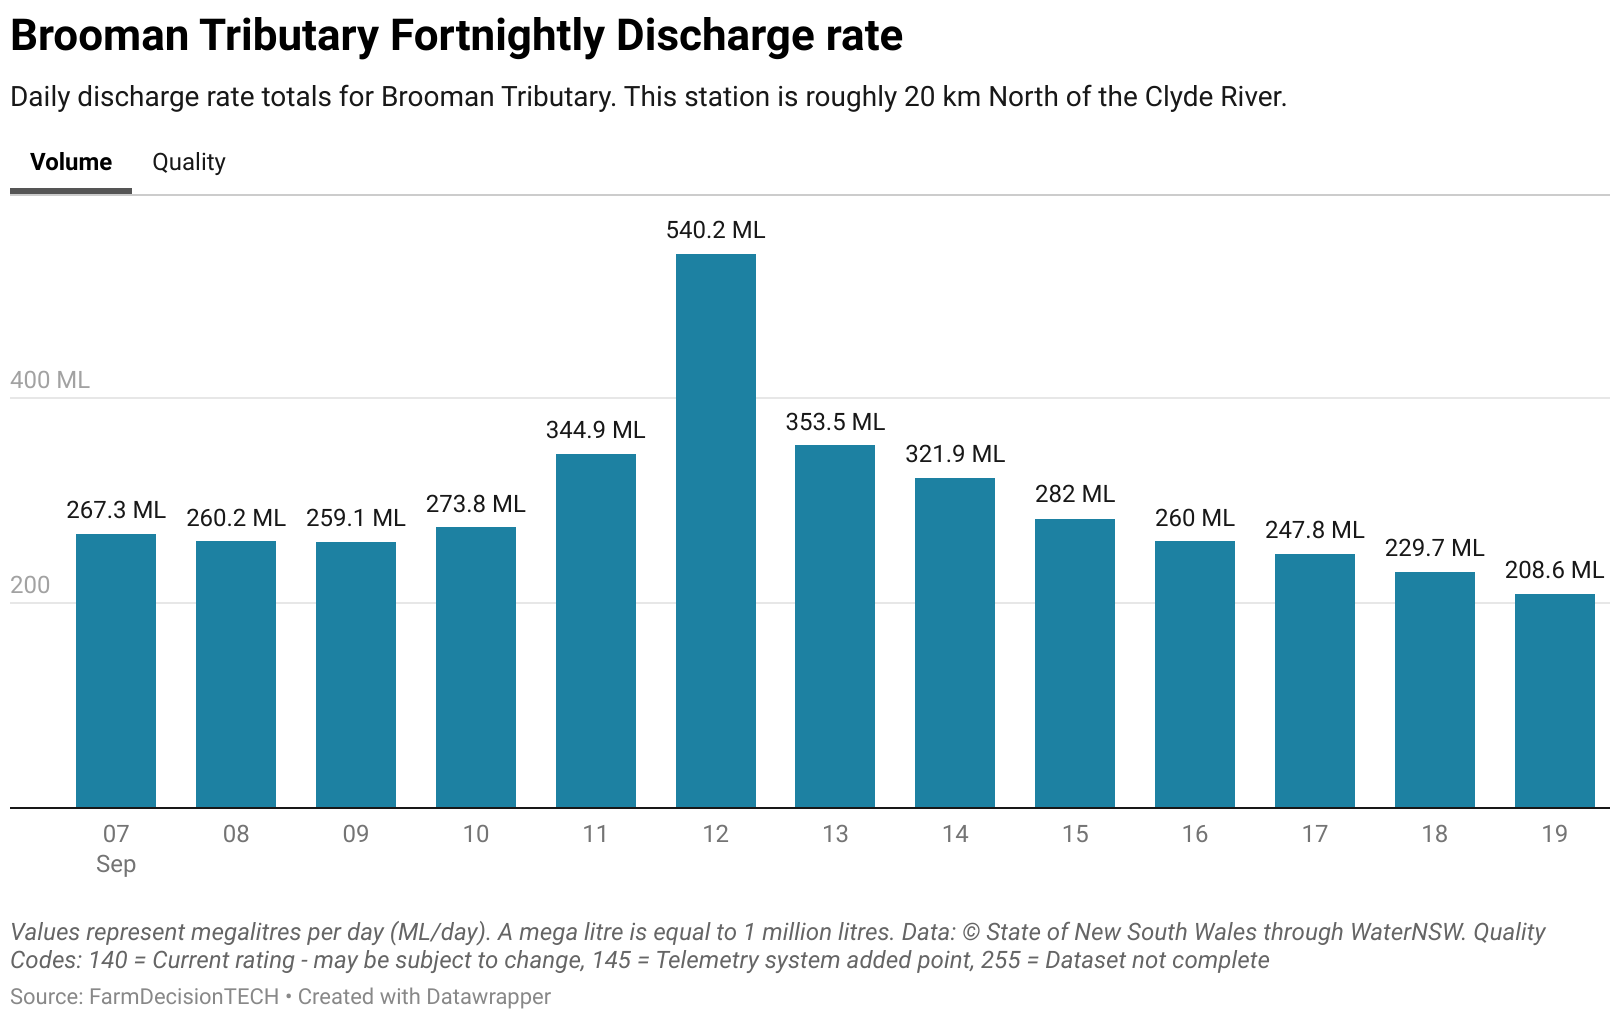 Brooman Tributary Fortnightly Discharge rate
Daily discharge rate totals for Brooman Tributary. This station is roughly 20 km North of the Clyde River.
Volume Quality
540.2 ML
400 ML
353.5 ML
344.9 ML
321.9 ML
282 ML
273.8 ML
267.3 ML
260.2 ML
259.1 ML
260 ML
247.8 ML
229.7 ML
208.6 ML
200
07 08 09 10 11 12 13 14 15 16 17 18 19
Sep
Values represent megalitres per day (ML/day). A mega litre is equal to 1 million litres. Data: © State of New South Wales through WaterNSW. Quality
Codes: 140 = Current rating - may be subject to change, 145 = Telemetry system added point, 255 = Dataset not complete
Source: FarmDecisionTECH • Created with Datawrapper